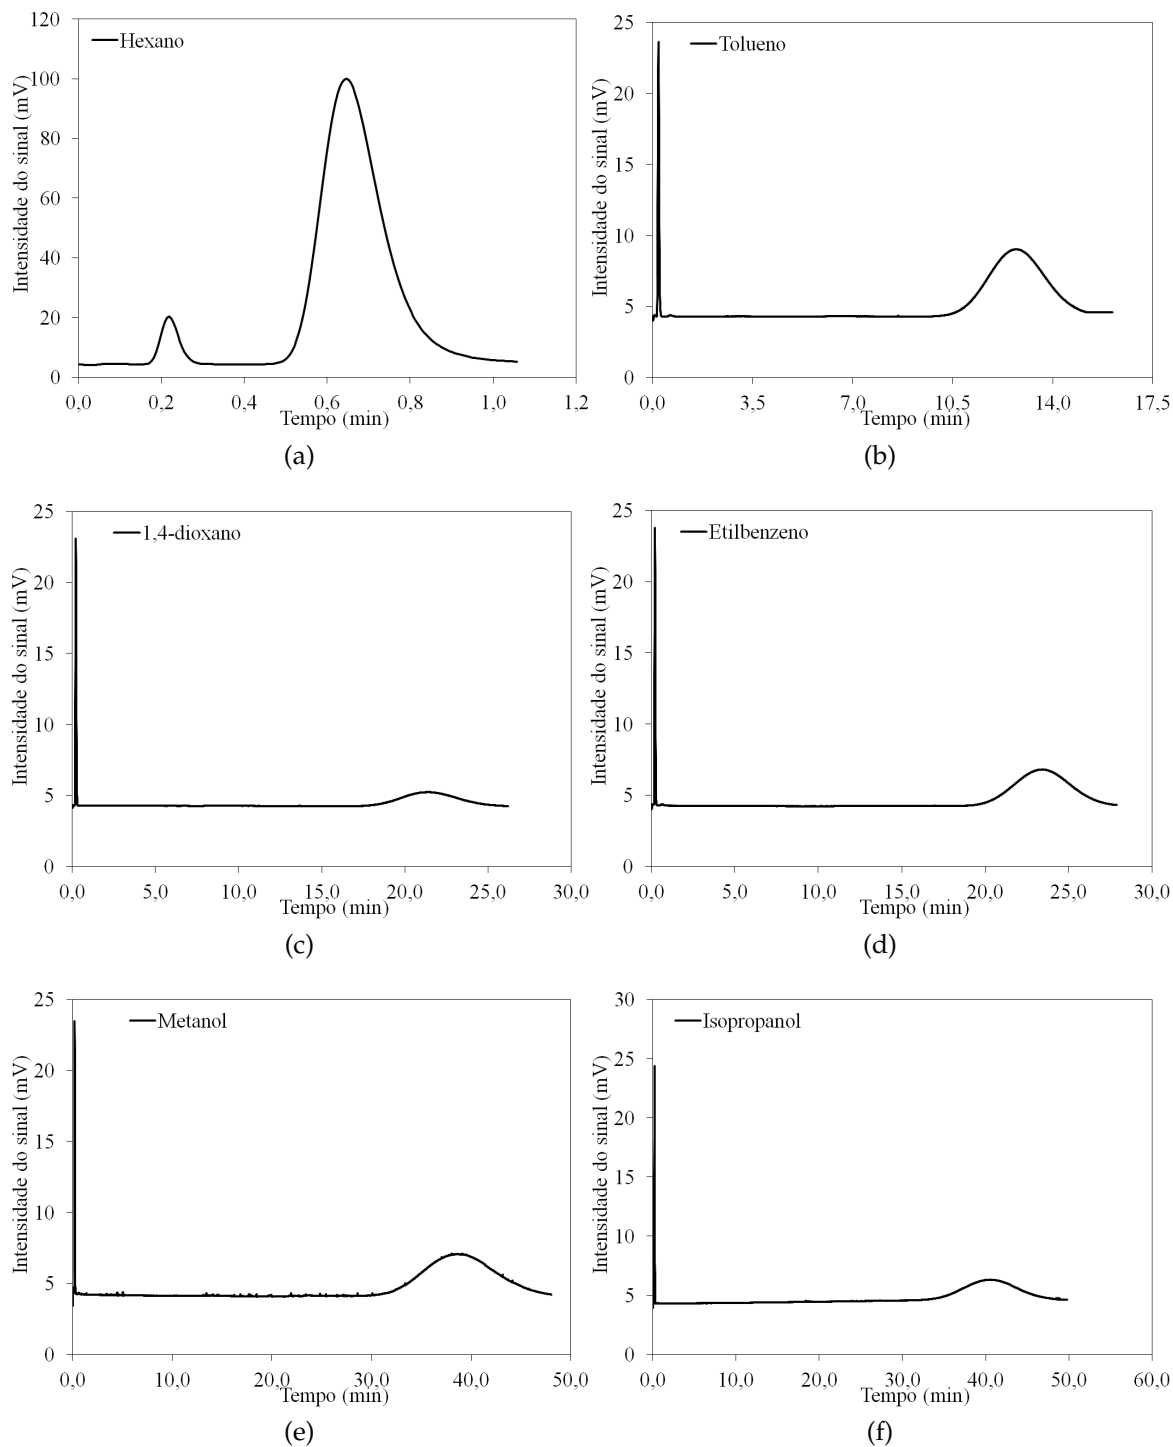 120
Hexano
100
80
60
40
20
0
0,0 0,2 0,4 0,6 0,8 1,0 1,2
Intensidade do sinal (mV)
Tempo (min)
(a)
25
Tolueno
20
15
10
5
0
0,0 3,5 7,0 10,5 14,0 17,5
Intensidade do sinal (mV)
Tempo (min)
(b)
25
1,4-dioxano
20
15
10
5
0
0,0 5,0 10,0 15,0 20,0 25,0 30,0
Intensidade do sinal (mV)
Tempo (min)
(c)
25
Etilbenzeno
20
15
10
5
0
0,0 5,0 10,0 15,0 20,0 25,0 30,0
Intensidade do sinal (mV)
Tempo (min)
(d)
25
Metanol
20
15
10
5
0
0,0 10,0 20,0 30,0 40,0 50,0
Intensidade do sinal (mV)
Tempo (min)
(e)
30
Isopropanol
25
20
15
10
5
0
0,0 10,0 20,0 30,0 40,0 50,0 60,0
Intensidade do sinal (mV)
Tempo (min)
(f)